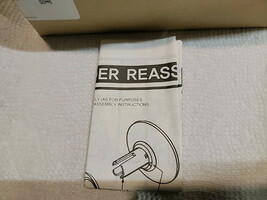 ER REASS
LY (AS FOR PURPOSES
ASSEMBLY INSTRUCTIONS